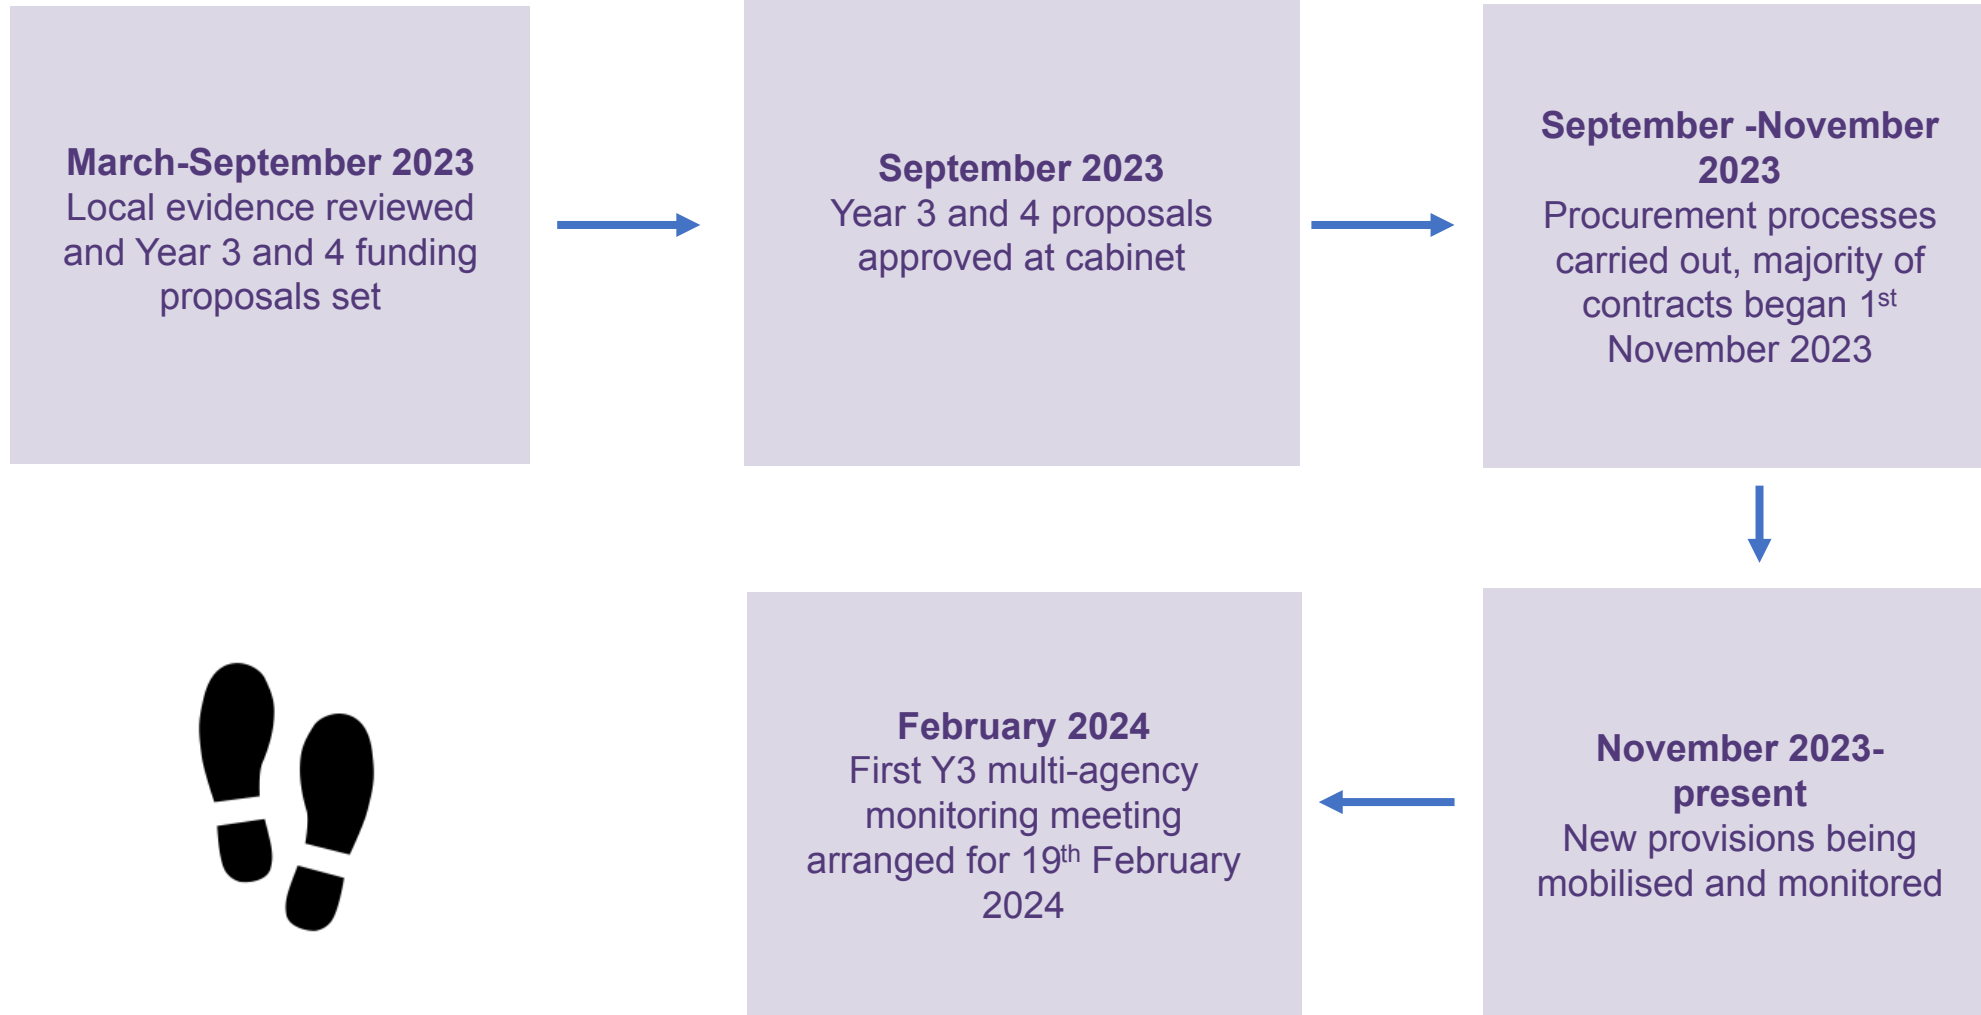 March-September 2023
Local evidence reviewed
and Year 3 and 4 funding
proposals set
September 2023
Year 3 and 4 proposals
approved at cabinet
September -November
2023
Procurement processes
carried out, majority of
contracts began 1st
November 2023
November 2023-
present
New provisions being
mobilised and monitored
February 2024
First Y3 multi-agency
monitoring meeting
arranged for 19th February
2024